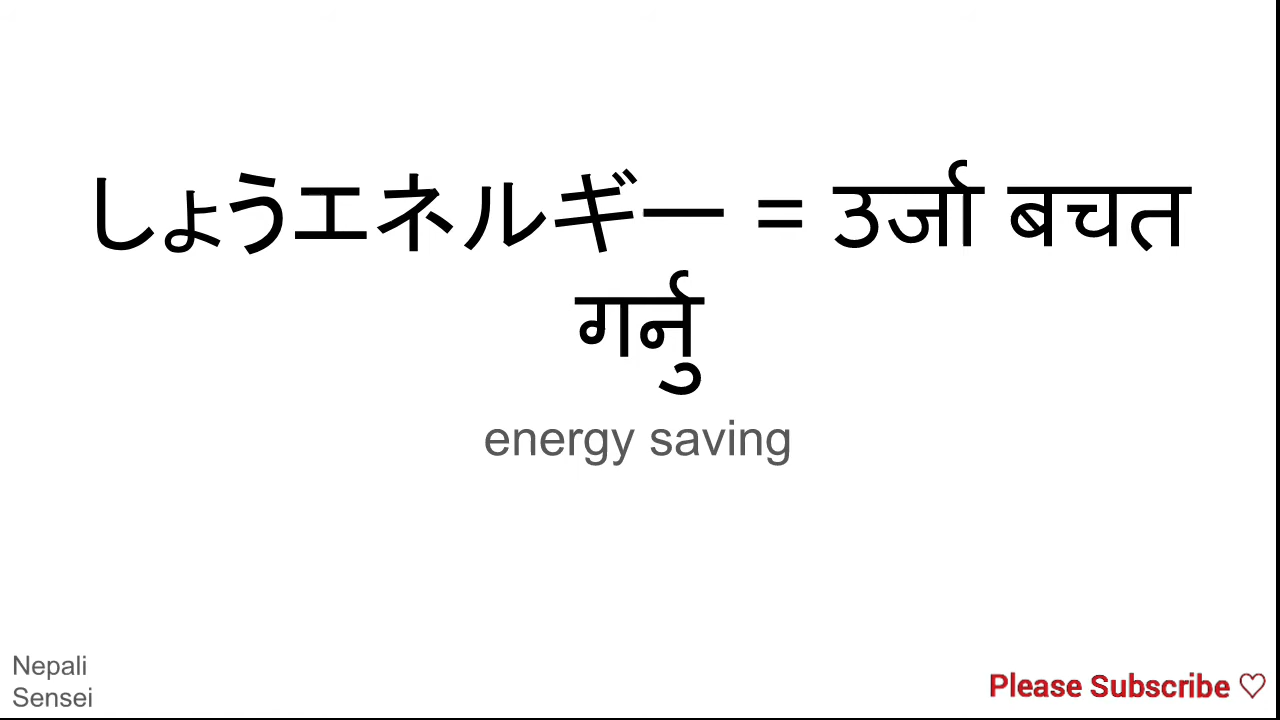 しょうエネルギー = उर्जा बचत
गर्नु
energy saving
Nepali
Sensei
Please Subscribe ♡